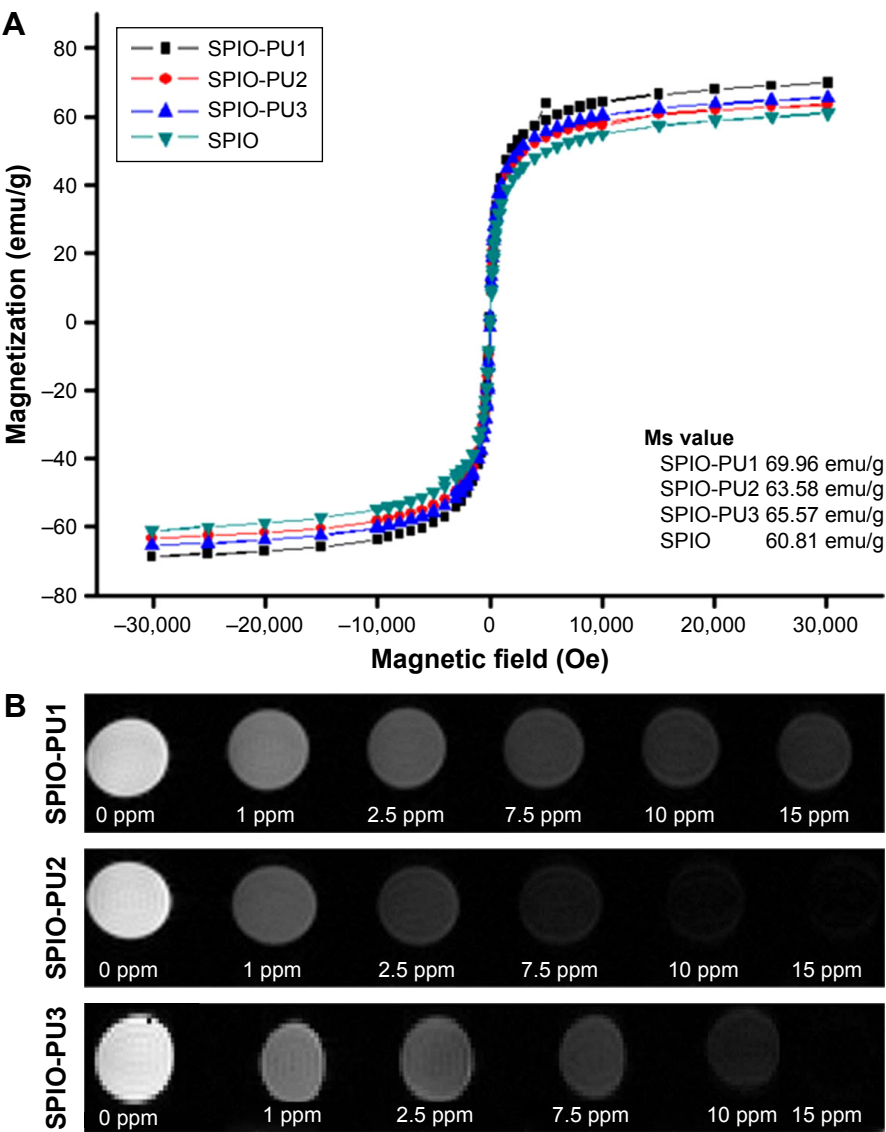 A
80
60
40
20
0
–20
–40
–60
–80
Magnetization (emu/g)
SPIO-PU1
SPIO-PU2
SPIO-PU3
SPIO
Ms value
SPIO-PU1 69.96 emu/g
SPIO-PU2 63.58 emu/g
SPIO-PU3 65.57 emu/g
SPIO 60.81 emu/g
–30,000 –20,000 –10,000 0 10,000 20,000 30,000
Magnetic field (Oe)
B
SPIO-PU1
0 ppm 1 ppm 2.5 ppm 7.5 ppm 10 ppm 15 ppm
SPIO-PU2
0 ppm 1 ppm 2.5 ppm 7.5 ppm 10 ppm 15 ppm
SPIO-PU3
0 ppm 1 ppm 2.5 ppm 7.5 ppm 10 ppm 15 ppm